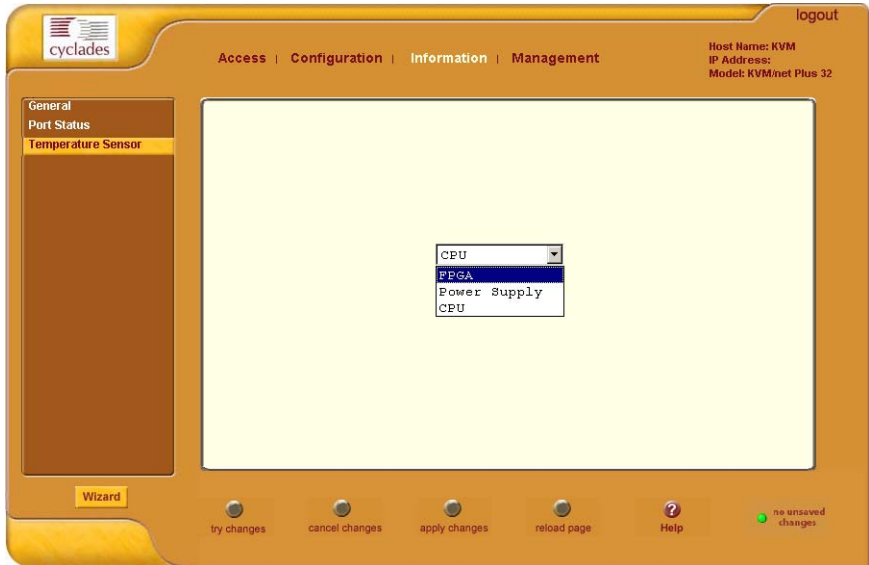 logout
cyclades
Access | Configuration | Information | Management
Host Name: KVM
IP Address:
Model: KVM/net Plus 32
General
Port Status
Temperature Sensor
CPU
FPGA
Power Supply
CPU
Wizard
try changes
cancel changes
apply changes
reload page
?
Help
no unsaved
changes